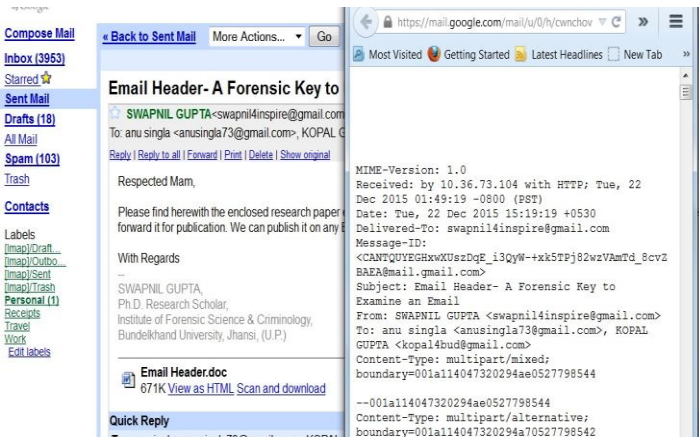 Compose Mail
Inbox (3953)
Starred
Sent Mail
Drafts (18)
All Mail
Spam (103)
Trash
Contacts
Labels
[Imap]/Draft...
[Imap]/Outbo...
[Imap]/Sent
[Imap]/Trash
Personal (1)
Receipts
Travel
Work
Edit labels
« Back to Sent Mail More Actions... Go
Email Header- A Forensic Key to
SWAPNIL GUPTA<swapnil4inspire@gmail.com
To: anu singla <anusingla73@gmail.com>, KOPAL G
Reply | Reply to all | Forward | Print | Delete | Show original
Respected Mam,
Please find herewith the enclosed research paper
forward it for publication. We can publish it on any
With Regards
--
SWAPNIL GUPTA,
Ph.D. Research Scholar,
Institute of Forensic Science & Criminology,
Bundelkhand University, Jhansi, (U.P.)
Email Header.doc
671K View as HTML Scan and download
Quick Reply
https://mail.google.com/mail/u/0/h/cwnchov
Most Visited Getting Started Latest Headlines New Tab »
MIME-Version: 1.0
Received: by 10.36.73.104 with HTTP; Tue, 22
Dec 2015 01:49:19 -0800 (PST)
Date: Tue, 22 Dec 2015 15:19:19 +0530
Delivered-To: swapnil4inspire@gmail.com
Message-ID:
<CANTQUYEGHxwXUszDqE_i3QyW-+xk5TPj82wzVAmTd_8cvZ
BAEA@mail.gmail.com>
Subject: Email Header- A Forensic Key to
Examine an Email
From: SWAPNIL GUPTA <swapnil4inspire@gmail.com>
To: anu singla <anusingla73@gmail.com>, KOPAL
GUPTA <kopal4bud@gmail.com>
Content-Type: multipart/mixed;
boundary=001a114047320294ae0527798544
--001a114047320294ae0527798544
Content-Type: multipart/alternative;
boundary=001a114047320294a70527798542